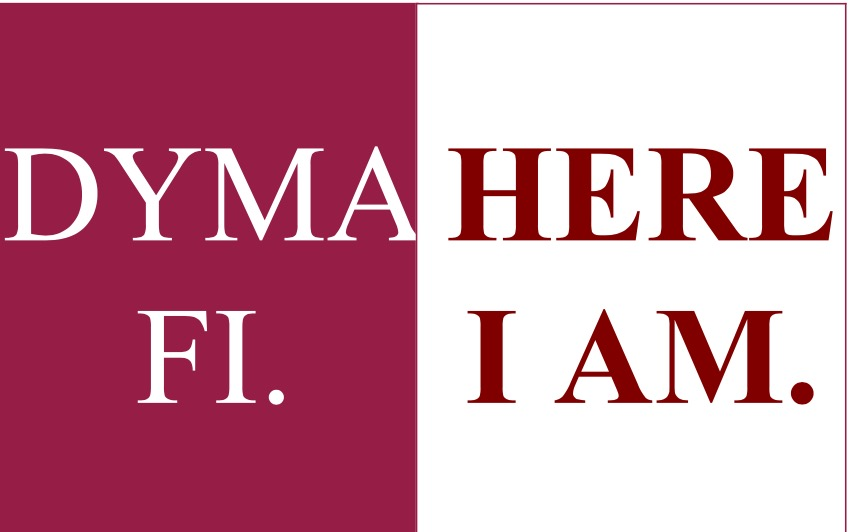 DYMA
FI.
HERE
I AM.